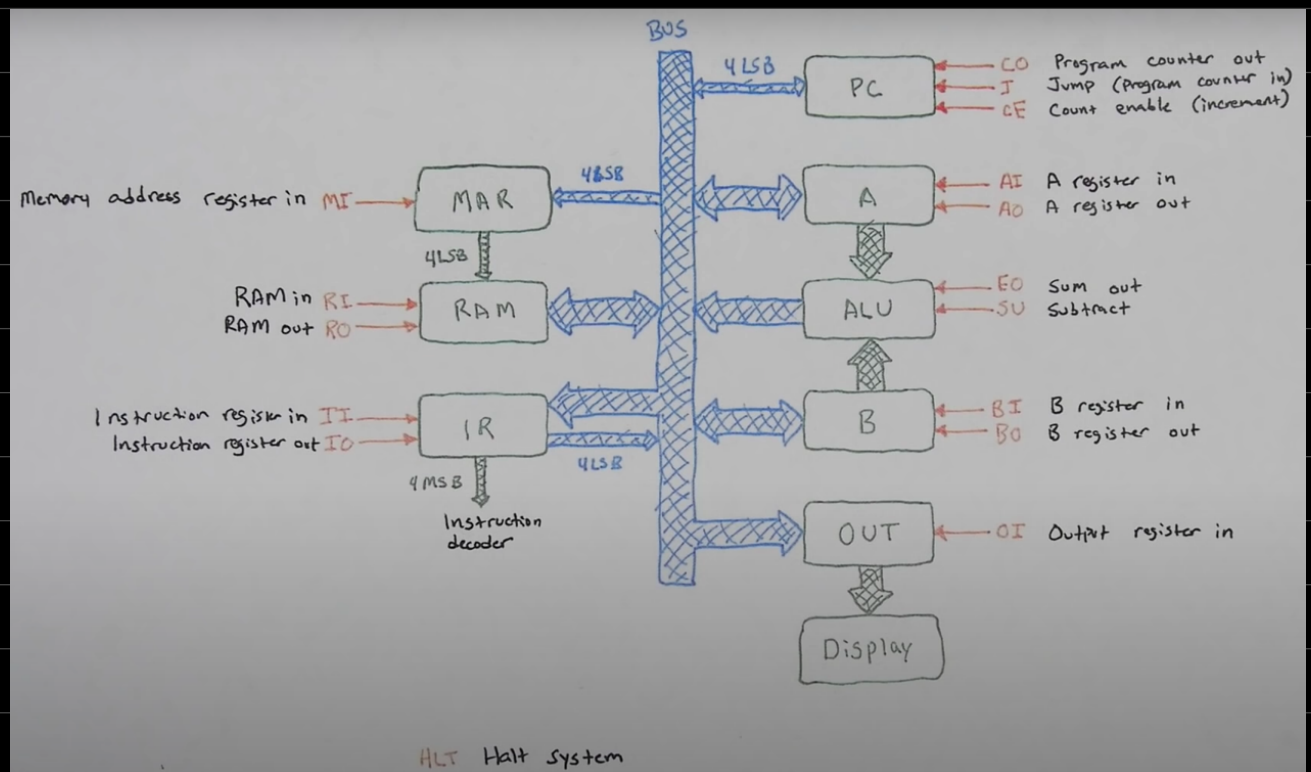 BUS
4LSB
PC
CO Program counter out
J Jump (Program counter in)
CE Count enable (increment)
Memory address register in MI
MAR
4LSB
A
AI A register in
AO A register out
4LSB
RAM in RI
RAM out RO
RAM
ALU
EO Sum out
SU Subtract
Instruction register in II
Instruction register out IO
IR
4LSB
B
BI B register in
BO B register out
4MSB
Instruction
decoder
OUT
OI Output register in
Display
HLT Halt system